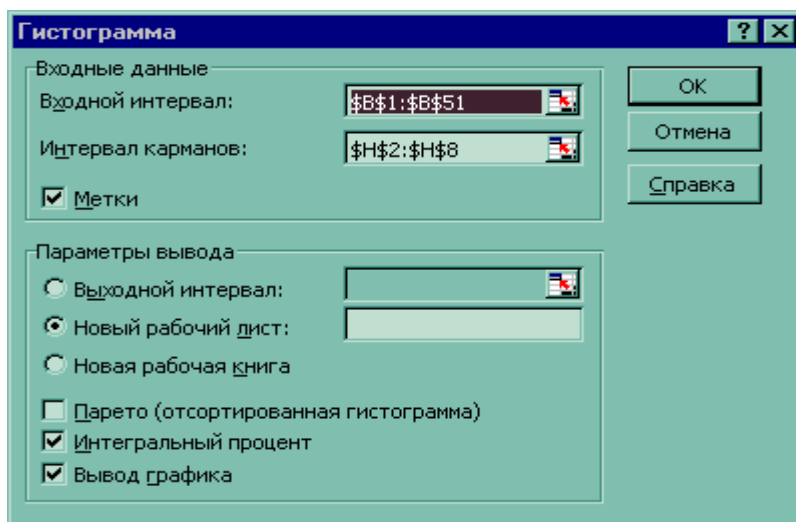 Гистограмма
Входные данные
Входной интервал: $B$1:$B$51
Интервал карманов: $H$2:$H$8
Метки
OK
Отмена
Справка
Параметры вывода
Выходной интервал:
Новый рабочий лист:
Новая рабочая книга
Парето (отсортированная гистограмма)
Интегральный процент
Вывод графика